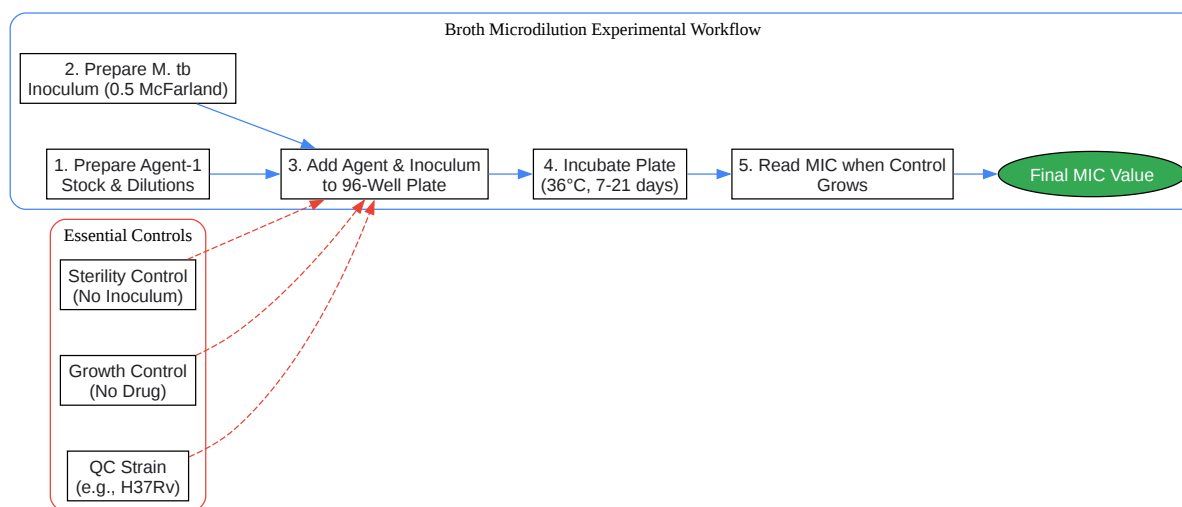 Broth Microdilution Experimental Workflow
2. Prepare M. tb
Inoculum (0.5 McFarland)
1. Prepare Agent-1
Stock & Dilutions
3. Add Agent & Inoculum
to 96-Well Plate
4. Incubate Plate
(36°C, 7-21 days)
5. Read MIC when Control
Grows
Final MIC Value
Essential Controls
Sterility Control
(No Inoculum)
Growth Control
(No Drug)
QC Strain
(e.g., H37Rv)